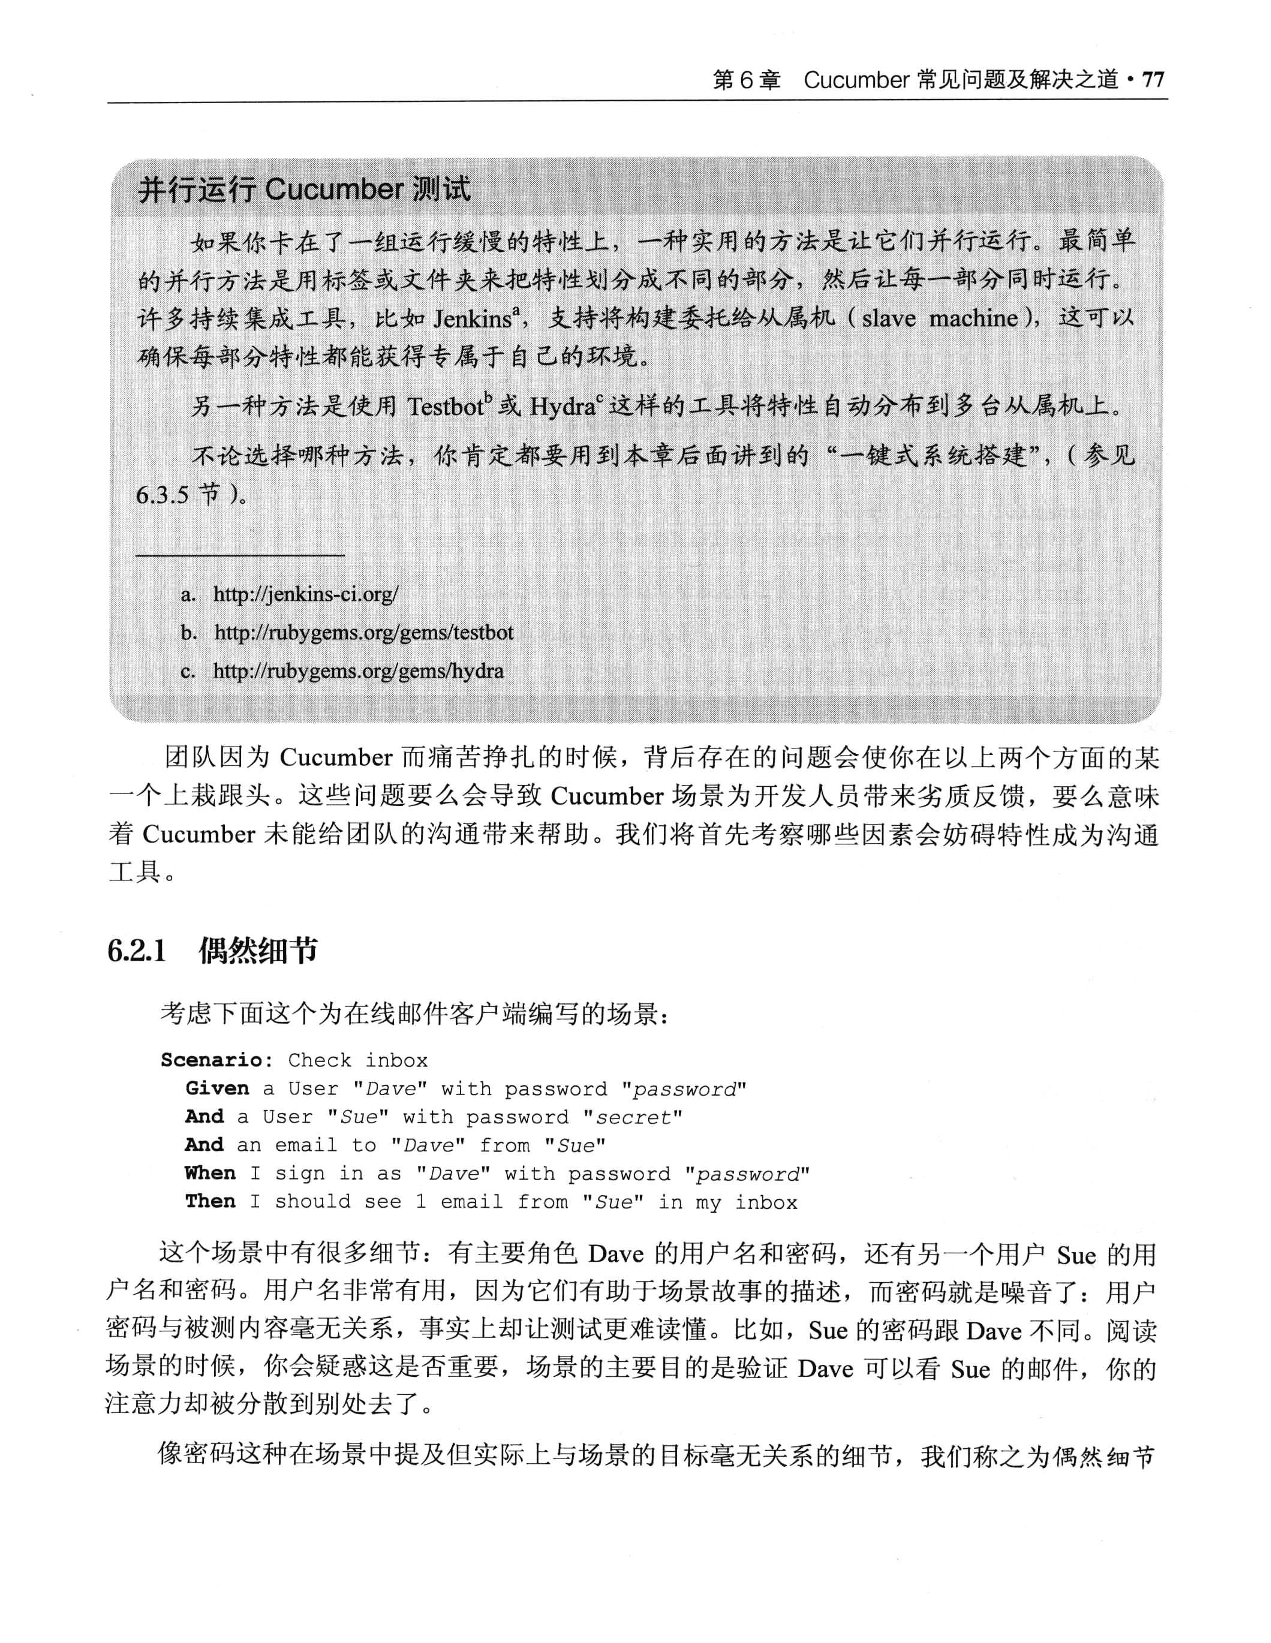 第 6 章 Cucumber 常见问题及解决之道 • 77
并行运行 Cucumber 测试
如果你卡在了一组运行缓慢的特性上，一种实用的方法是让它们并行运行。最简单
的并行方法是用标签或文件夹来把特性划分成不同的部分，然后让每一部分同时运行。
许多持续集成工具，比如 Jenkinsᵃ，支持将构建委托给从属机（slave machine），这可以
确保每部分特性都能获得专属于自己的环境。
另一种方法是使用 Testbotᵇ 或 Hydraᶜ 这样的工具将特性自动分布到多台从属机上。
不论选择哪种方法，你肯定都要用到本章后面讲到的“一键式系统搭建”，（参见
6.3.5 节）。
a. http://jenkins-ci.org/
b. http://rubygems.org/gems/testbot
c. http://rubygems.org/gems/hydra
团队因为 Cucumber 而痛苦挣扎的时候，背后存在的问题会使你在以上两个方面的某
一个上栽跟头。这些问题要么会导致 Cucumber 场景为开发人员带来劣质反馈，要么意味
着 Cucumber 未能给团队的沟通带来帮助。我们将首先考察哪些因素会妨碍特性成为沟通
工具。
6.2.1 偶然细节
考虑下面这个为在线邮件客户端编写的场景：
Scenario: Check inbox
Given a User "Dave" with password "password"
And a User "Sue" with password "secret"
And an email to "Dave" from "Sue"
When I sign in as "Dave" with password "password"
Then I should see 1 email from "Sue" in my inbox
这个场景中有很多细节：有主要角色 Dave 的用户名和密码，还有另一个用户 Sue 的用
户名和密码。用户名非常有用，因为它们有助于场景故事的描述，而密码就是噪音了：用户
密码与被测内容毫无关系，事实上却让测试更难读懂。比如，Sue 的密码跟 Dave 不同。阅读
场景的时候，你会疑惑这是否重要，场景的主要目的是验证 Dave 可以看 Sue 的邮件，你的
注意力却被分散到别处去了。
像密码这种在场景中提及但实际上与场景的目标毫无关系的细节，我们称之为偶然细节